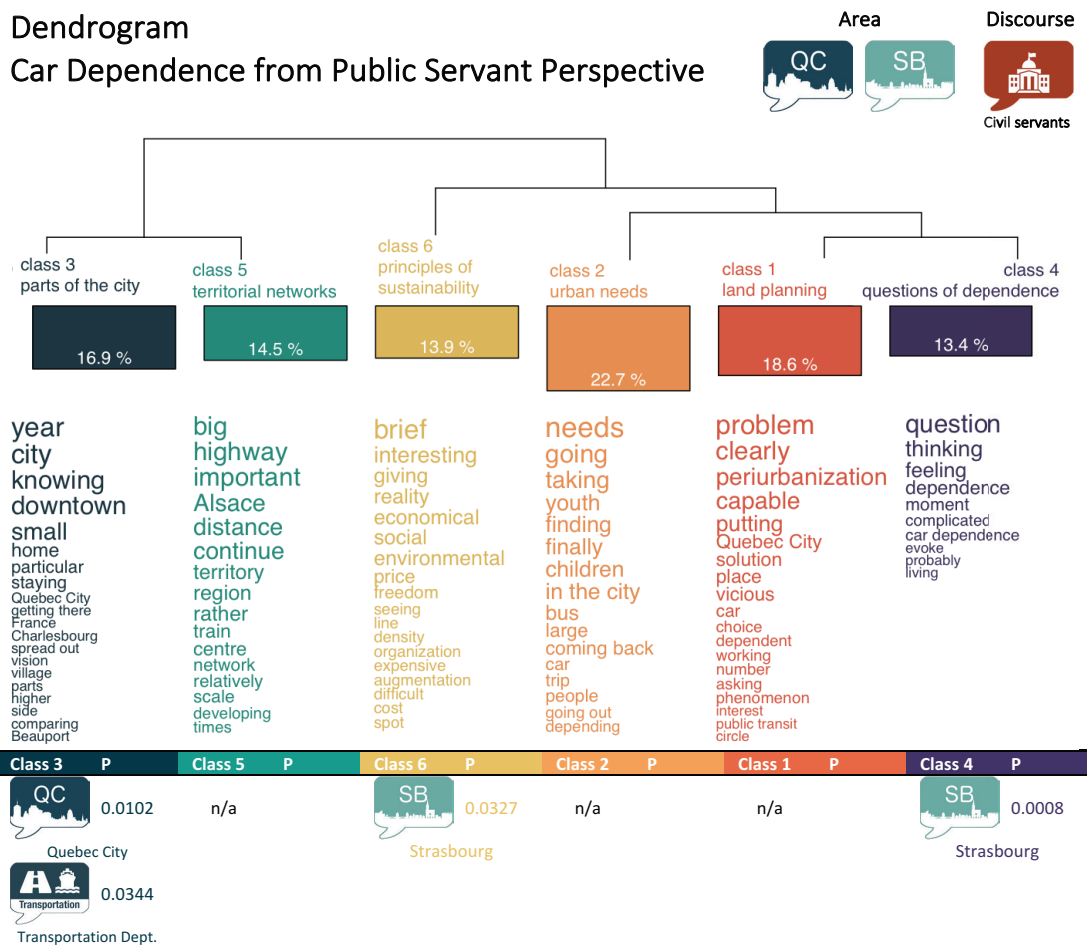 Dendrogram
Car Dependence from Public Servant Perspective
Area
Discourse
QC
SB
Civil servants
class 3
parts of the city
16.9 %
class 5
territorial networks
14.5 %
class 6
principles of
sustainability
13.9 %
class 2
urban needs
22.7 %
class 1
land planning
18.6 %
class 4
questions of dependence
13.4 %
year
city
knowing
downtown
small
home
particular
staying
Quebec City
getting there
France
Charlesbourg
spread out
vision
village
parts
higher
side
comparing
Beauport
big
highway
important
Alsace
distance
continue
territory
region
rather
train
centre
network
relatively
scale
developing
times
brief
interesting
giving
reality
economical
social
environmental
price
freedom
seeing
line
density
organization
expensive
augmentation
difficult
cost
spot
needs
going
taking
youth
finding
finally
children
in the city
bus
large
coming back
car
trip
people
going out
depending
problem
clearly
periurbanization
capable
putting
Quebec City
solution
place
vicious
car
choice
dependent
working
number
asking
phenomenon
interest
public transit
circle
question
thinking
feeling
dependence
moment
complicated
car dependence
evoke
probably
living
Class 3 P
Class 5 P
Class 6 P
Class 2 P
Class 1 P
Class 4 P
QC
0.0102
Quebec City
n/a
SB
0.0327
Strasbourg
n/a
n/a
SB
0.0008
Strasbourg
Transportation
0.0344
Transportation Dept.